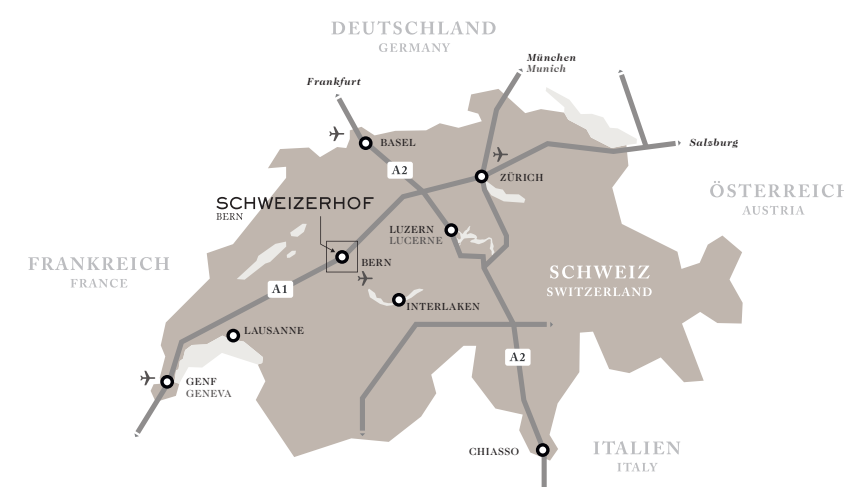 DEUTSCHLAND
GERMANY
München
Munich
Frankfurt
BASEL
Salzburg
A2
ZÜRICH
ÖSTERREICH
AUSTRIA
SCHWEIZERHOF
BERN
LUZERN
LUCERNE
FRANKREICH
FRANCE
BERN
SCHWEIZ
SWITZERLAND
A1
INTERLAKEN
LAUSANNE
A2
GENF
GENEVA
CHIASSO
ITALIEN
ITALY